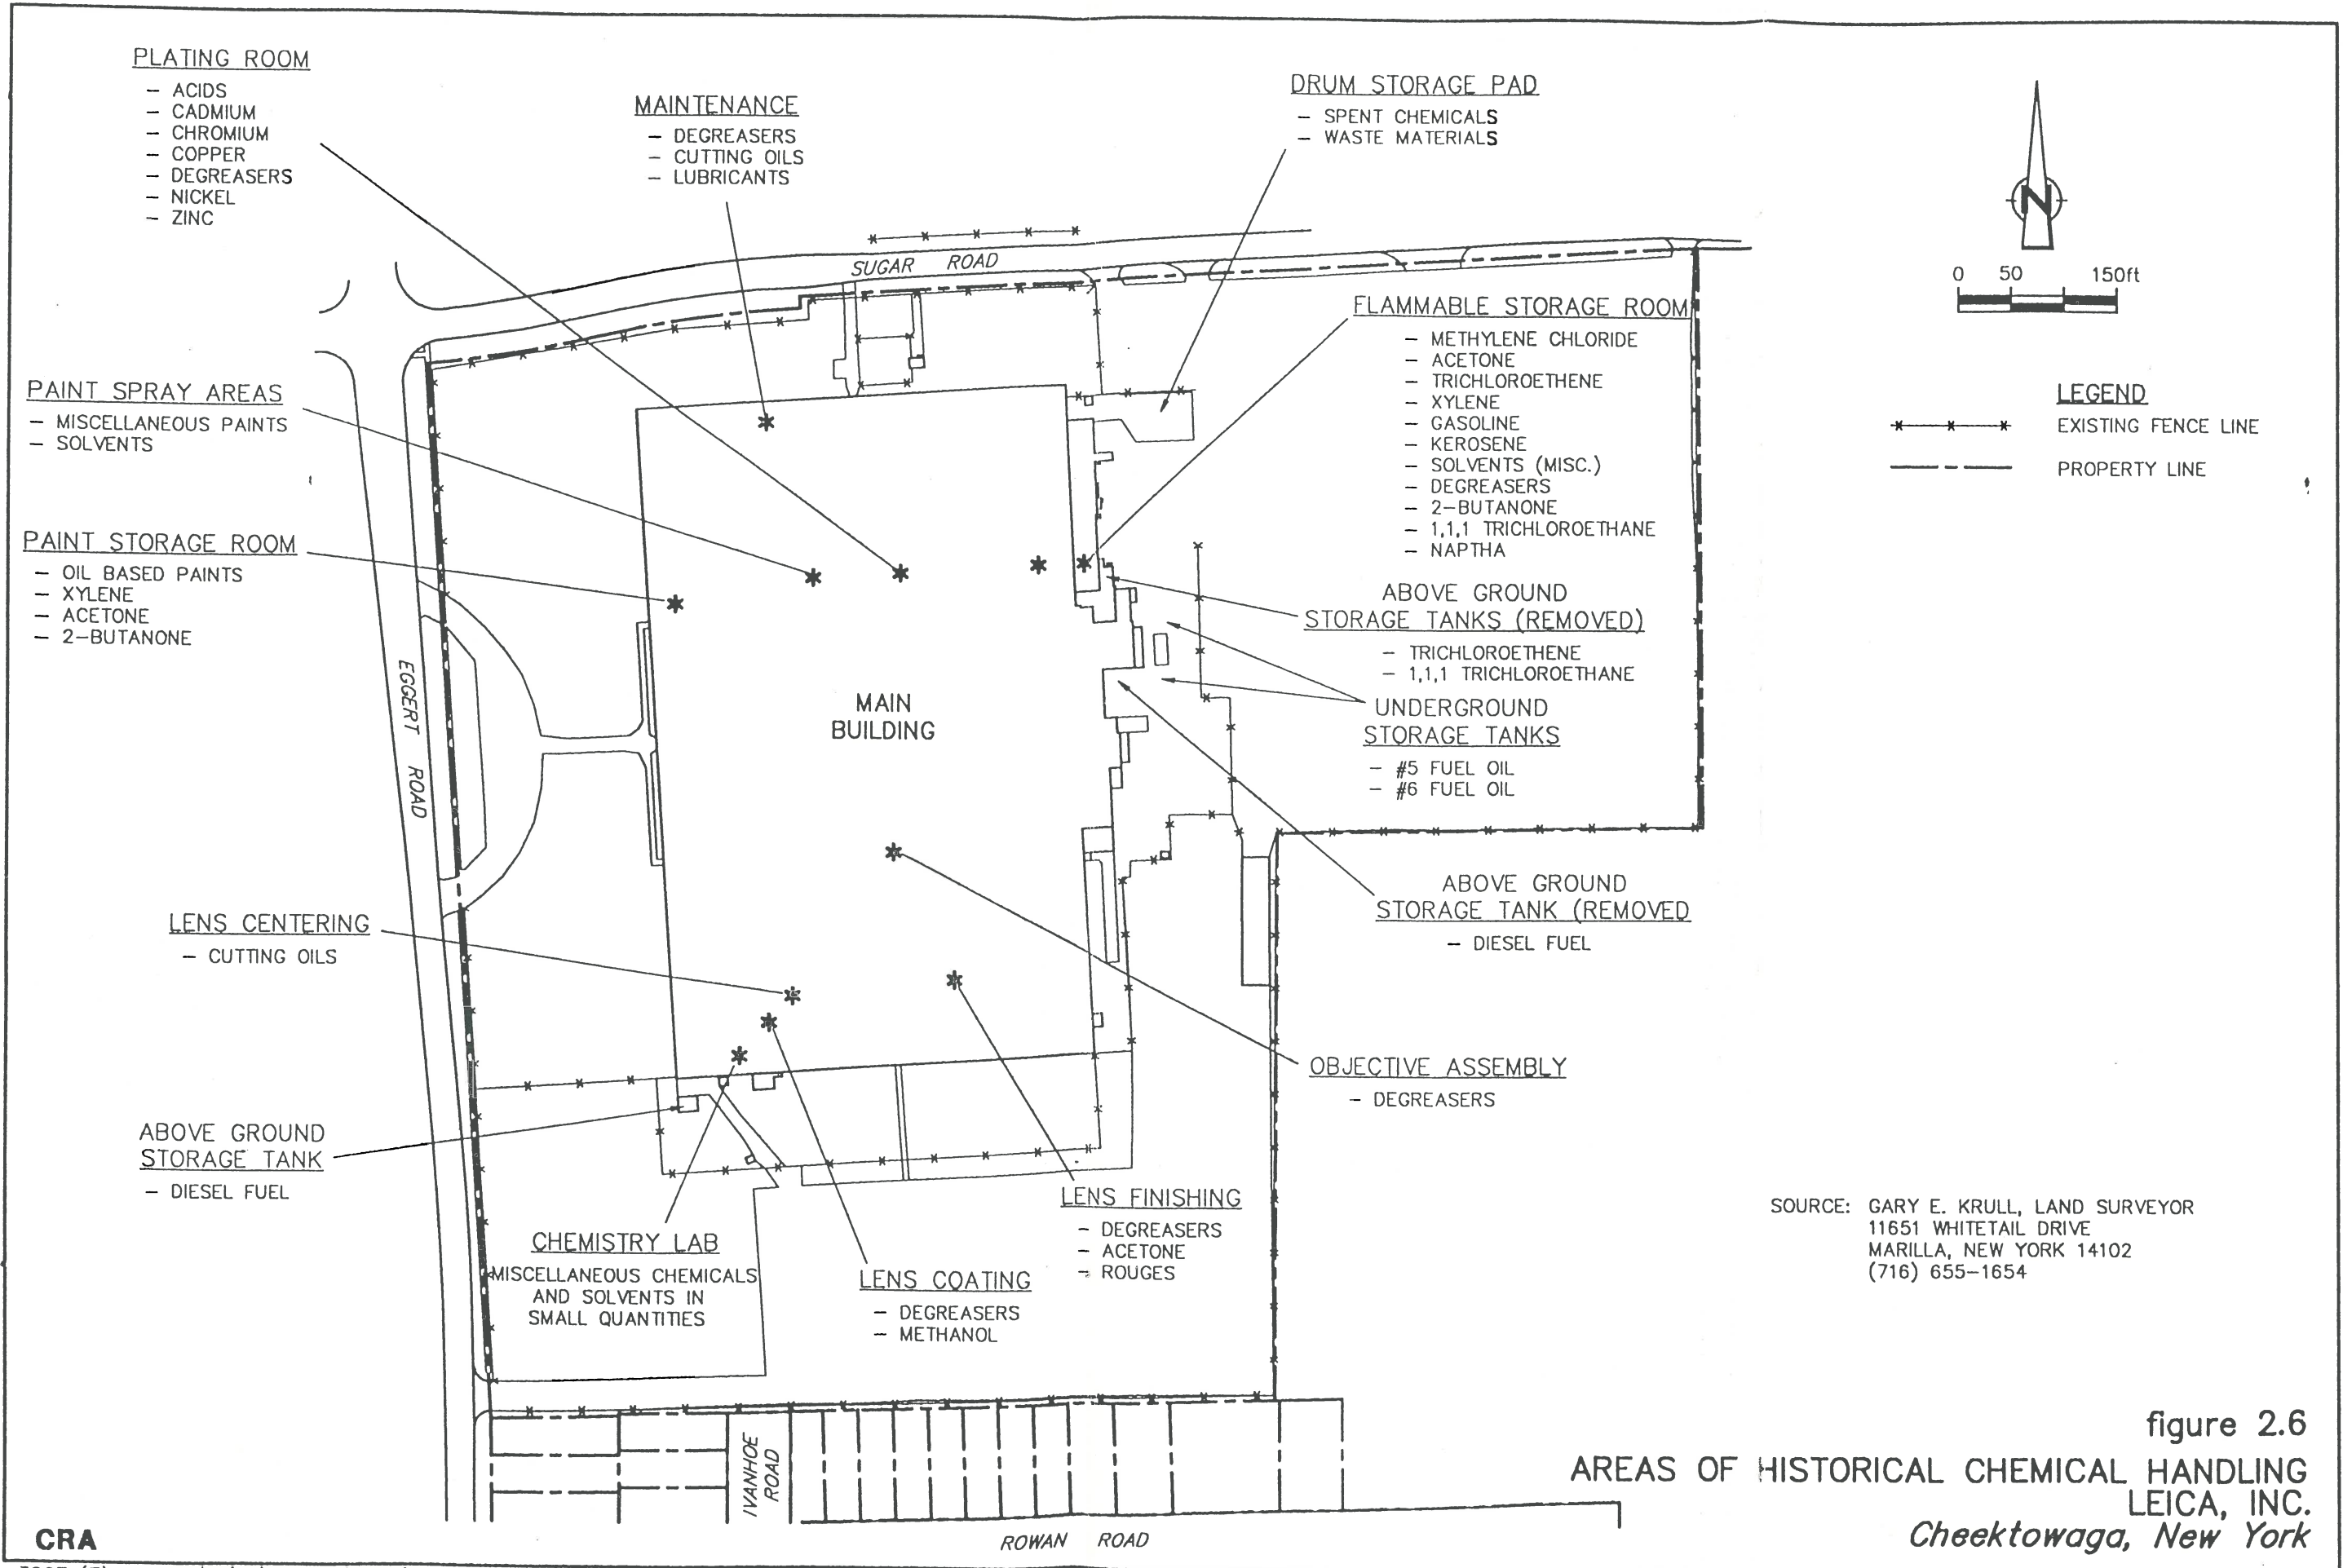 PLATING ROOM
– ACIDS
– CADMIUM
– CHROMIUM
– COPPER
– DEGREASERS
– NICKEL
– ZINC
MAINTENANCE
– DEGREASERS
– CUTTING OILS
– LUBRICANTS
DRUM STORAGE PAD
– SPENT CHEMICALS
– WASTE MATERIALS
N
0 50 150ft
SUGAR ROAD
FLAMMABLE STORAGE ROOM
– METHYLENE CHLORIDE
– ACETONE
– TRICHLOROETHENE
– XYLENE
– GASOLINE
– KEROSENE
– SOLVENTS (MISC.)
– DEGREASERS
– 2–BUTANONE
– 1,1,1 TRICHLOROETHANE
– NAPTHA
LEGEND
EXISTING FENCE LINE
PROPERTY LINE
PAINT SPRAY AREAS
– MISCELLANEOUS PAINTS
– SOLVENTS
PAINT STORAGE ROOM
– OIL BASED PAINTS
– XYLENE
– ACETONE
– 2–BUTANONE
ABOVE GROUND
STORAGE TANKS (REMOVED)
– TRICHLOROETHENE
– 1,1,1 TRICHLOROETHANE
EGGERT ROAD
MAIN
BUILDING
UNDERGROUND
STORAGE TANKS
– #5 FUEL OIL
– #6 FUEL OIL
LENS CENTERING
– CUTTING OILS
ABOVE GROUND
STORAGE TANK (REMOVED
– DIESEL FUEL
OBJECTIVE ASSEMBLY
– DEGREASERS
ABOVE GROUND
STORAGE TANK
– DIESEL FUEL
CHEMISTRY LAB
MISCELLANEOUS CHEMICALS
AND SOLVENTS IN
SMALL QUANTITIES
LENS COATING
– DEGREASERS
– METHANOL
LENS FINISHING
– DEGREASERS
– ACETONE
– ROUGES
SOURCE: GARY E. KRULL, LAND SURVEYOR
11651 WHITETAIL DRIVE
MARILLA, NEW YORK 14102
(716) 655–1654
IVANHOE
ROAD
ROWAN ROAD
figure 2.6
AREAS OF HISTORICAL CHEMICAL HANDLING
LEICA, INC.
Cheektowaga, New York
CRA